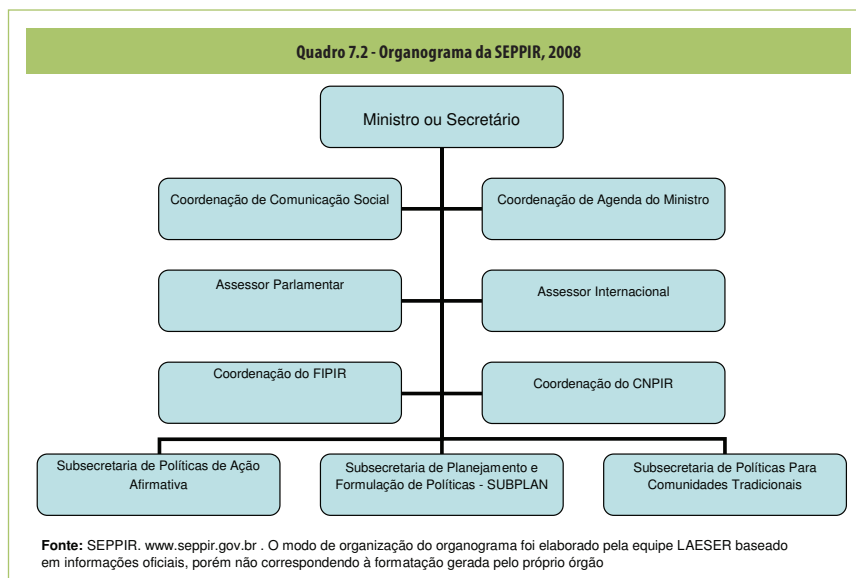 Quadro 7.2 - Organograma da SEPPIR, 2008
Ministro ou Secretário
Coordenação de Comunicação Social
Coordenação de Agenda do Ministro
Assessor Parlamentar
Assessor Internacional
Coordenação do FIPIR
Coordenação do CNPIR
Subsecretaria de Políticas de Ação
Afirmativa
Subsecretaria de Planejamento e
Formulação de Políticas - SUBPLAN
Subsecretaria de Políticas Para
Comunidades Tradicionais
Fonte: SEPPIR. www.seppir.gov.br . O modo de organização do organograma foi elaborado pela equipe LAESER baseado
em informações oficiais, porém não correspondendo à formatação gerada pelo próprio órgão